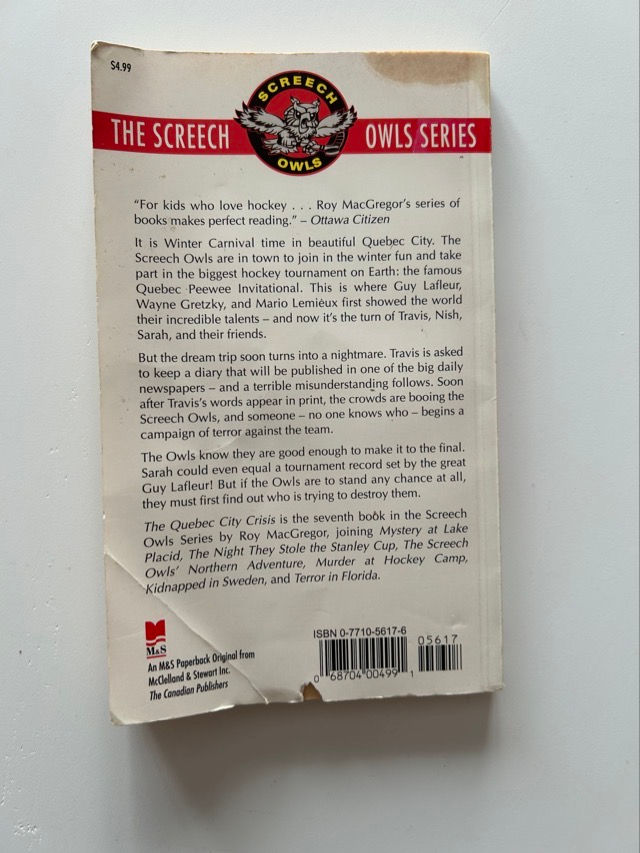 $4.99
SCREECH
OWLS
THE SCREECH OWLS SERIES
“For kids who love hockey . . . Roy MacGregor’s series of
books makes perfect reading.” – Ottawa Citizen
It is Winter Carnival time in beautiful Quebec City. The
Screech Owls are in town to join in the winter fun and take
part in the biggest hockey tournament on Earth: the famous
Quebec Peewee Invitational. This is where Guy Lafleur,
Wayne Gretzky, and Mario Lemieux first showed the world
their incredible talents – and now it’s the turn of Travis, Nish,
Sarah, and their friends.
But the dream trip soon turns into a nightmare. Travis is asked
to keep a diary that will be published in one of the big daily
newspapers – and a terrible misunderstanding follows. Soon
after Travis’s words appear in print, the crowds are booing the
Screech Owls, and someone – no one knows who – begins a
campaign of terror against the team.
The Owls know they are good enough to make it to the final.
Sarah could even equal a tournament record set by the great
Guy Lafleur! But if the Owls are to stand any chance at all,
they must first find out who is trying to destroy them.
The Quebec City Crisis is the seventh book in the Screech
Owls Series by Roy MacGregor, joining Mystery at Lake
Placid, The Night They Stole the Stanley Cup, The Screech
Owls’ Northern Adventure, Murder at Hockey Camp,
Kidnapped in Sweden, and Terror in Florida.
M&S
An M&S Paperback Original from
McClelland & Stewart Inc.
The Canadian Publishers
ISBN 0-7710-5617-6
05617
0 68704 00499 1